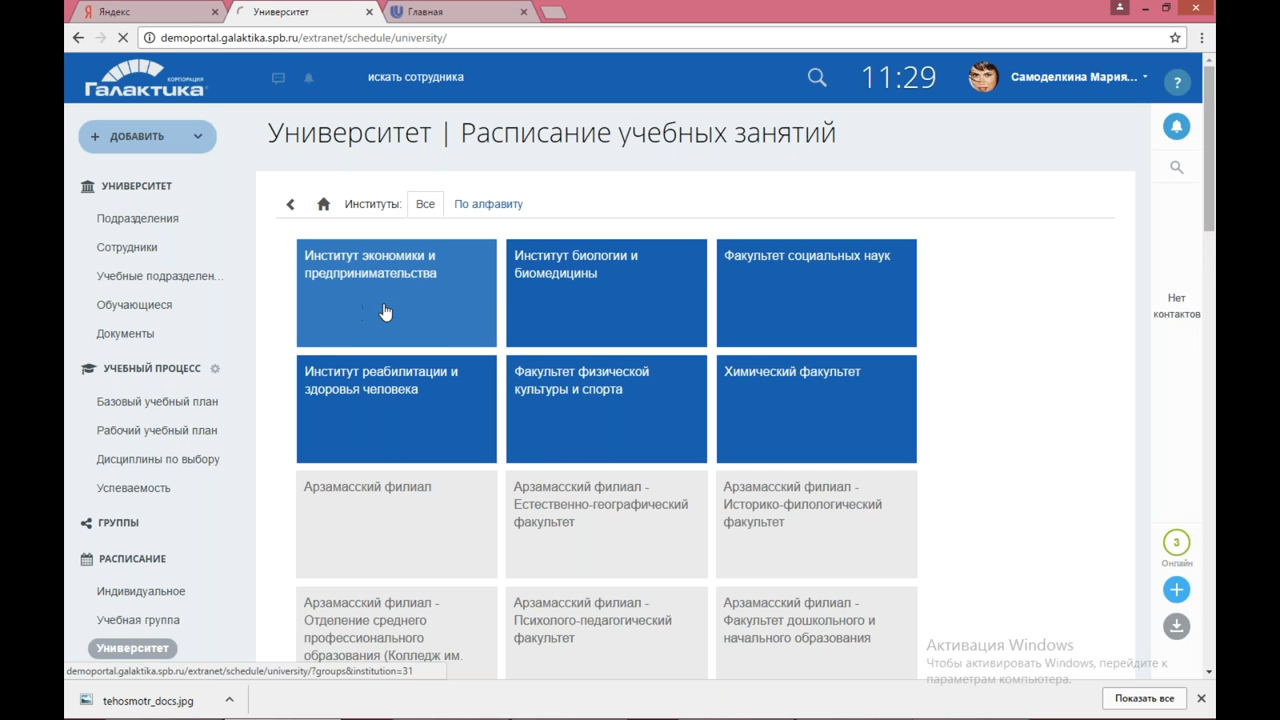 Яндекс
Университет
Главная
demoportal.galaktika.spb.ru/extranet/schedule/university/
КОРПОРАЦИЯ
Галактика
искать сотрудника
11:29
Самоделкина Мария...
?
+ ДОБАВИТЬ
Университет | Расписание учебных занятий
УНИВЕРСИТЕТ
Подразделения
Сотрудники
Учебные подразделен...
Обучающиеся
Документы
УЧЕБНЫЙ ПРОЦЕСС
Базовый учебный план
Рабочий учебный план
Дисциплины по выбору
Успеваемость
ГРУППЫ
РАСПИСАНИЕ
Индивидуальное
Учебная группа
Университет
Институты: Все По алфавиту
Институт экономики и
предпринимательства
Институт биологии и
биомедицины
Факультет социальных наук
Институт реабилитации и
здоровья человека
Факультет физической
культуры и спорта
Химический факультет
Арзамасский филиал
Арзамасский филиал -
Естественно-географический
факультет
Арзамасский филиал -
Историко-филологический
факультет
Арзамасский филиал -
Отделение среднего
профессионального
образования (Колледж им.
Арзамасский филиал -
Психолого-педагогический
факультет
Арзамасский филиал -
Факультет дошкольного и
начального образования
Нет
контактов
3
Онлайн
Активация Windows
Чтобы активировать Windows, перейдите к
параметрам компьютера.
demoportal.galaktika.spb.ru/extranet/schedule/university/?groups&institution=31
tehosmotr_docs.jpg
Показать все